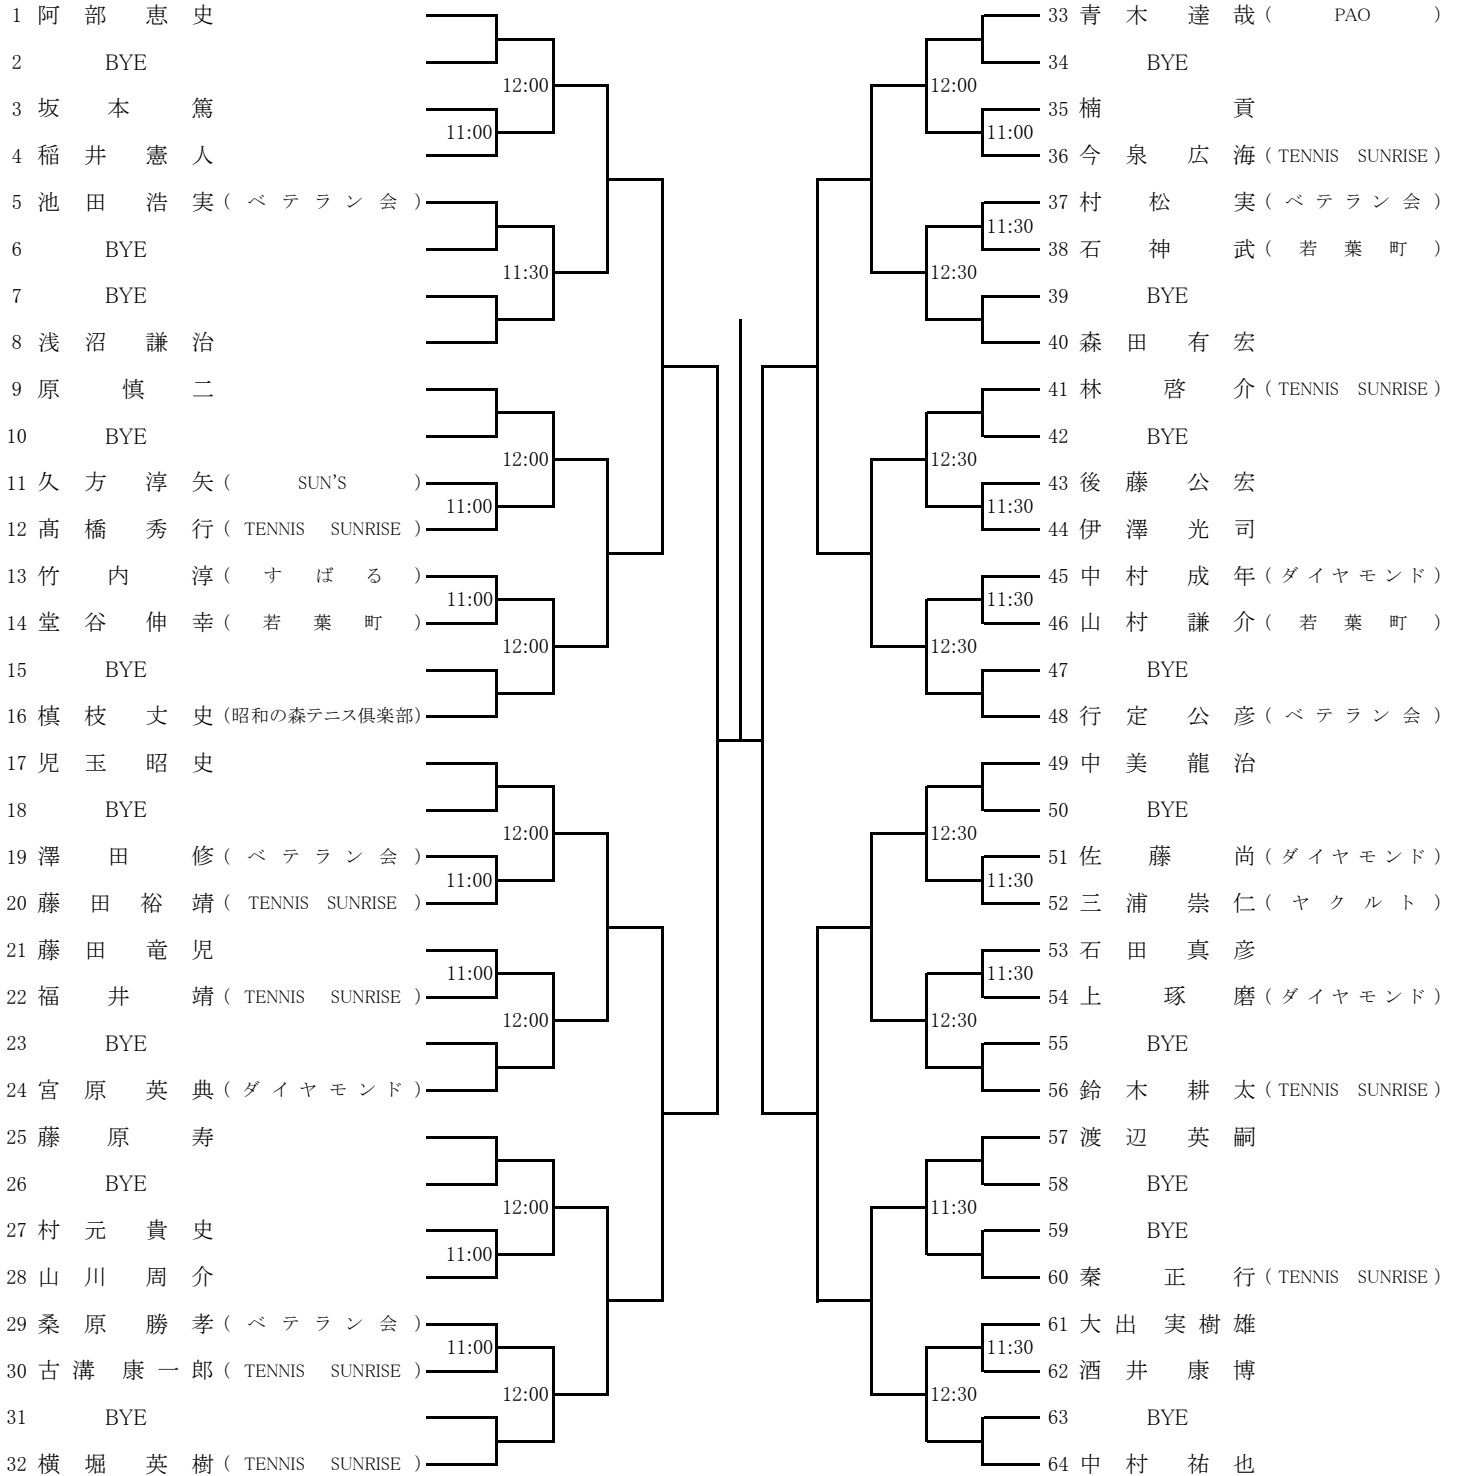 1 阿部 恵史
2 BYE
12:00
3 坂本 篤
11:00
4 稲井 憲人
5 池田 浩実 (ベテラン会)
6 BYE
11:30
7 BYE
8 浅沼 謙治
9 原 慎二
10 BYE
12:00
11 久方 淳矢 (SUN'S)
11:00
12 髙橋 秀行 (TENNIS SUNRISE)
13 竹内 淳 (すばる)
11:00
14 堂谷 伸幸 (若葉町)
12:00
15 BYE
16 槙枝 丈史 (昭和の森テニス倶楽部)
17 児玉 昭史
18 BYE
12:00
19 澤田 修 (ベテラン会)
11:00
20 藤田 裕靖 (TENNIS SUNRISE)
21 藤田 竜児
11:00
22 福井 靖 (TENNIS SUNRISE)
12:00
23 BYE
24 宮原 英典 (ダイヤモンド)
25 藤原 寿
26 BYE
12:00
27 村元 貴史
11:00
28 山川 周介
29 桑原 勝孝 (ベテラン会)
11:00
30 古溝 康一郎 (TENNIS SUNRISE)
12:00
31 BYE
32 横堀 英樹 (TENNIS SUNRISE)
33 青木 達哉 (PAO)
34 BYE
12:00
35 楠 貢
11:00
36 今泉 広海 (TENNIS SUNRISE)
37 村松 実 (ベテラン会)
11:30
38 石神 武 (若葉町)
12:30
39 BYE
40 森田 有宏
41 林 啓介 (TENNIS SUNRISE)
42 BYE
12:30
43 後藤 公宏
11:30
44 伊澤 光司
45 中村 成年 (ダイヤモンド)
11:30
46 山村 謙介 (若葉町)
12:30
47 BYE
48 行定 公彦 (ベテラン会)
49 中美 龍治
50 BYE
12:30
51 佐藤 尚 (ダイヤモンド)
11:30
52 三浦 崇仁 (ヤクルト)
53 石田 真彦
11:30
54 上 琢磨 (ダイヤモンド)
12:30
55 BYE
56 鈴木 耕太 (TENNIS SUNRISE)
57 渡辺 英嗣
58 BYE
11:30
59 BYE
60 秦 正行 (TENNIS SUNRISE)
61 大出 実樹雄
11:30
62 酒井 康博
12:30
63 BYE
64 中村 祐也